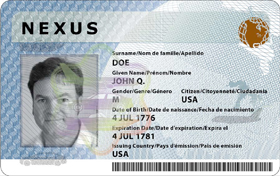 NEXUS
Surname/Nom de famille/Apellido
DOE
Given Name/Prénom/Nombre
JOHN Q.
Gender/Genre/Género Citizen/Citoyenneté/Ciudadanía
M USA
Date of Birth/Date de naissance/Fecha de nacimiento
4 JUL 1776
Expiration Date/Date d'expiration/Expira el
4 JUL 1781
Issuing Country/Pays d'émission/País de emisión
USA